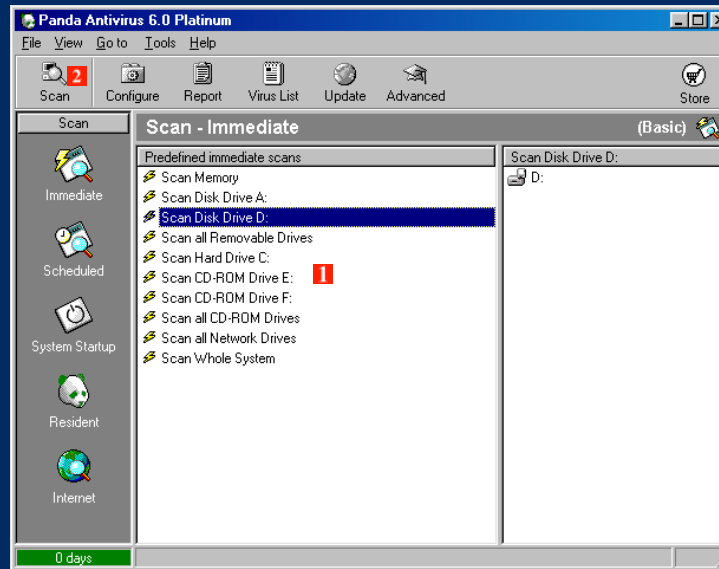 Panda Antivirus 6.0 Platinum
File View Go to Tools Help
2
Scan Configure Report Virus List Update Advanced Store
Scan
Scan - Immediate (Basic)
Immediate
Scheduled
System Startup
Resident
Internet
Predefined immediate scans
Scan Memory
Scan Disk Drive A:
Scan Disk Drive D:
Scan all Removable Drives
Scan Hard Drive C:
Scan CD-ROM Drive E: 1
Scan CD-ROM Drive F:
Scan all CD-ROM Drives
Scan all Network Drives
Scan Whole System
Scan Disk Drive D:
D:
0 days